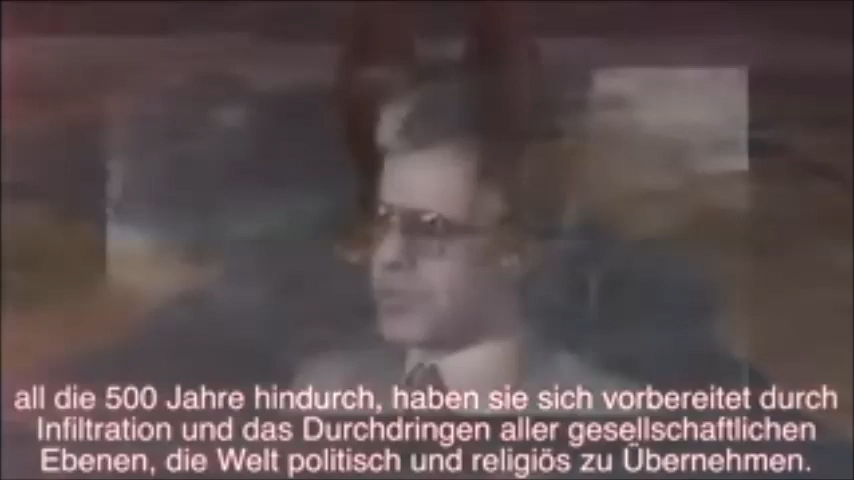 all die 500 Jahre hindurch, haben sie sich vorbereitet durch
Infiltration und das Durchdringen aller gesellschaftlichen
Ebenen, die Welt politisch und religiös zu Übernehmen.